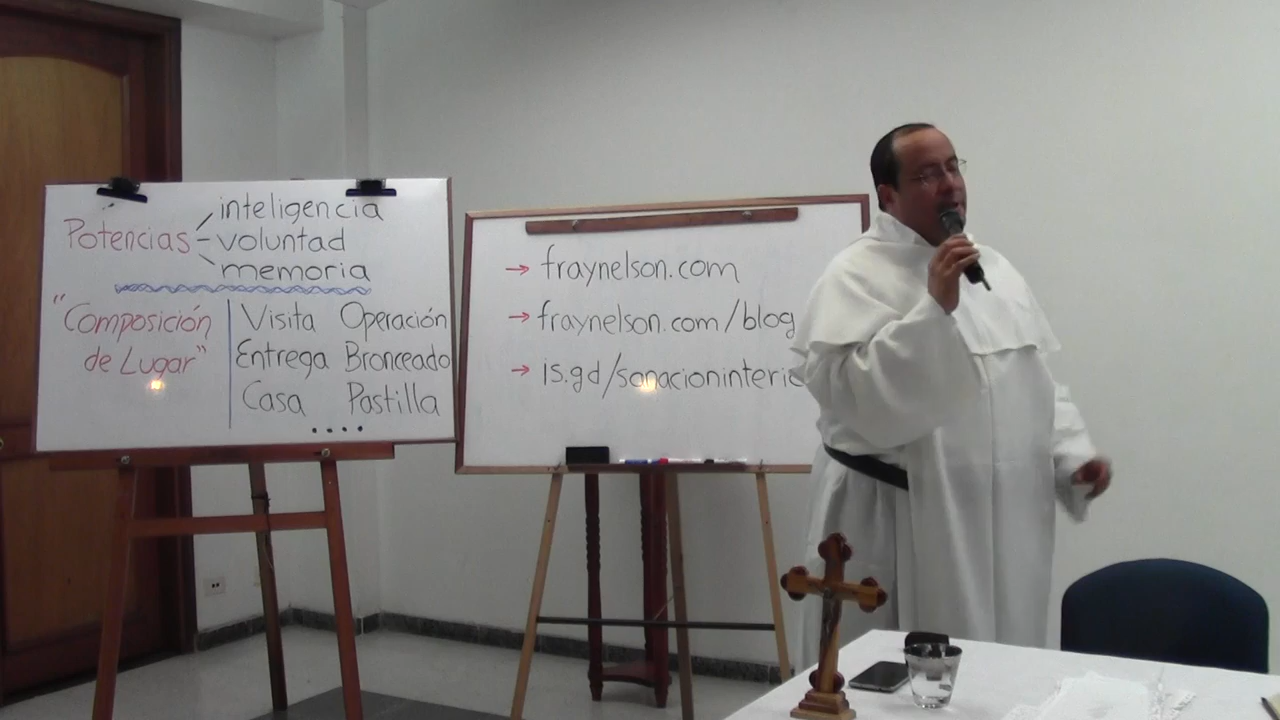 inteligencia
Potencias - voluntad
memoria
"Composición
de Lugar"
Visita Operación
Entrega Bronceado
Casa Pastilla
....
→ fraynelson.com
→ fraynelson.com/blog
→ is.gd/sanacioninteri